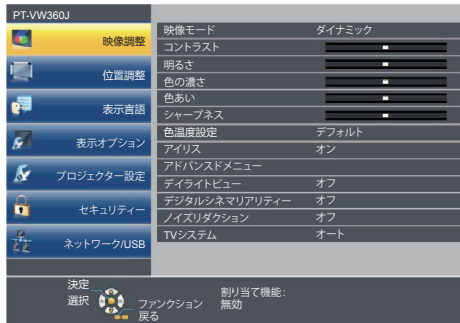 PT-VW360J
映像調整
位置調整
表示言語
表示オプション
プロジェクター設定
セキュリティー
ネットワーク/USB
映像モード ダイナミック
コントラスト
明るさ
色の濃さ
色あい
シャープネス
色温度設定 デフォルト
アイリス オン
アドバンスドメニュー
デイライトビュー オフ
デジタルシネマリアリティー オフ
ノイズリダクション オフ
TVシステム オート
決定
選択
ファンクション
戻る
割り当て機能:
無効